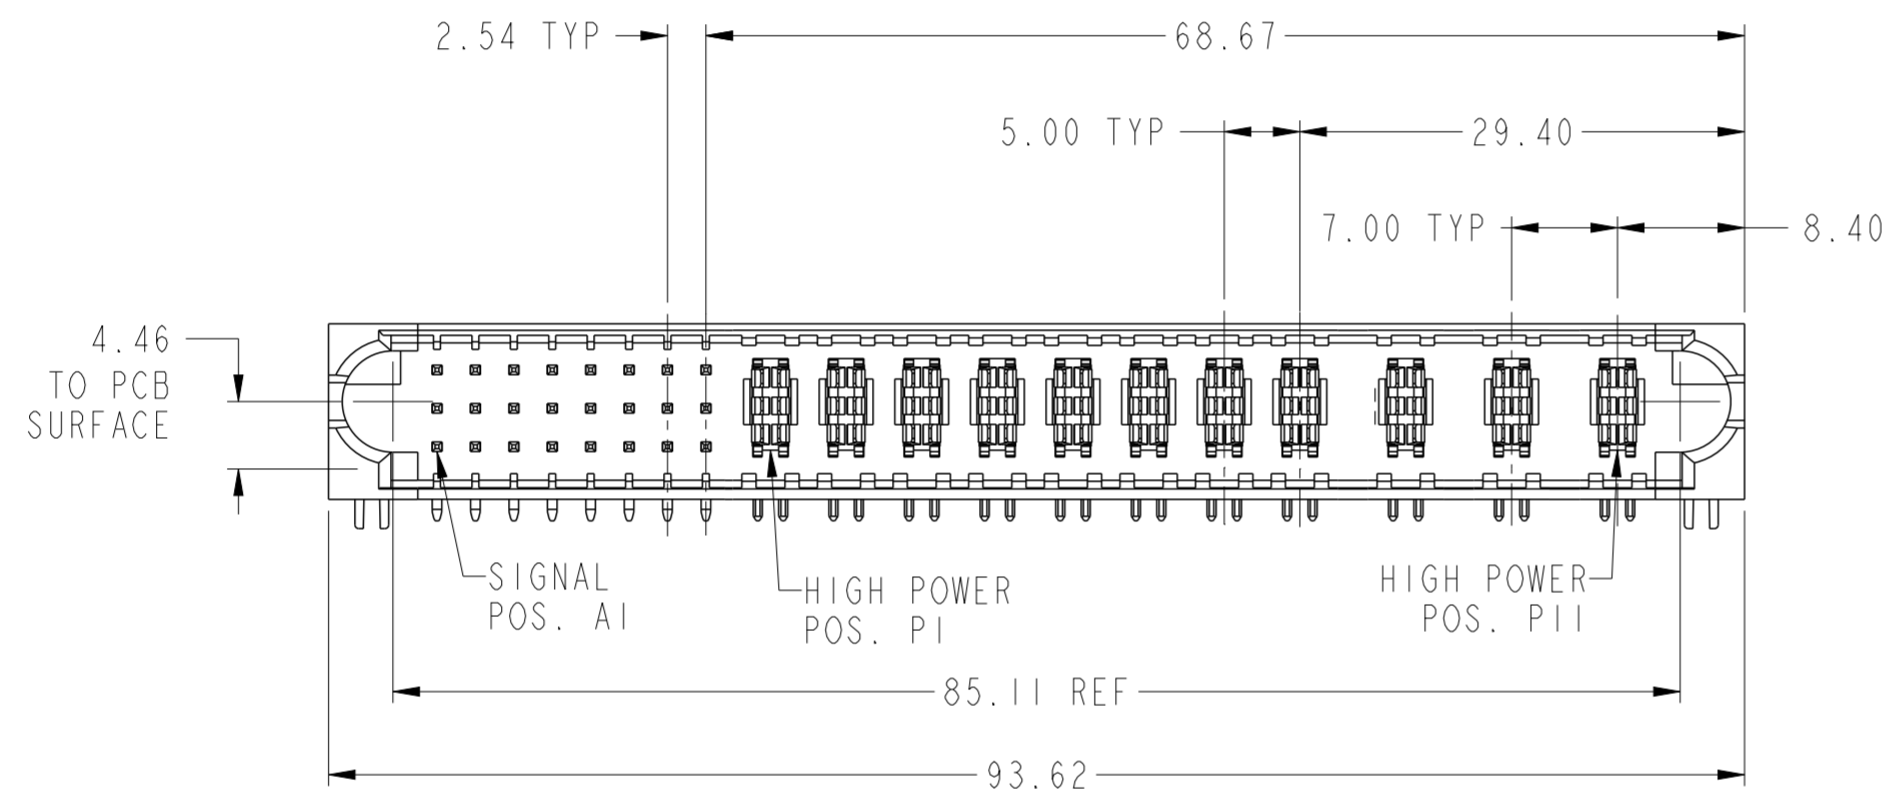 2.54 TYP
68.67
5.00 TYP
29.40
7.00 TYP
8.40
4.46
TO PCB
SURFACE
SIGNAL
POS. A1
HIGH POWER
POS. P1
HIGH POWER
POS. P11
85.11 REF
93.62